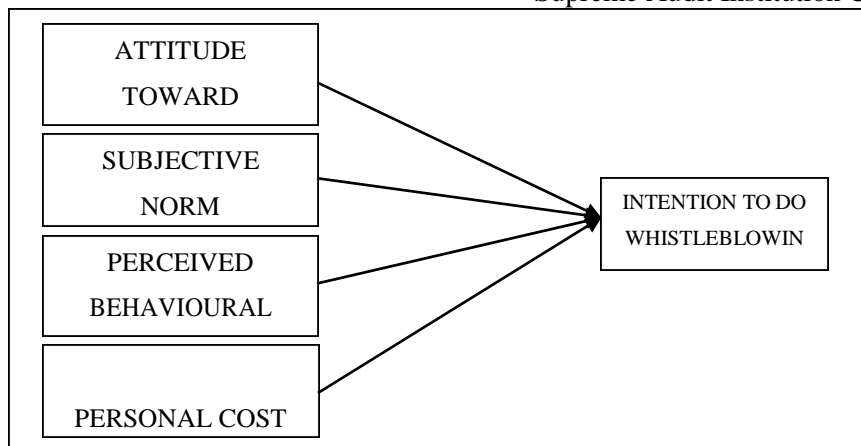 Supreme Audit Institution
ATTITUDE
TOWARD
SUBJECTIVE
NORM
PERCEIVED
BEHAVIOURAL
PERSONAL COST
INTENTION TO DO
WHISTLEBLOWIN